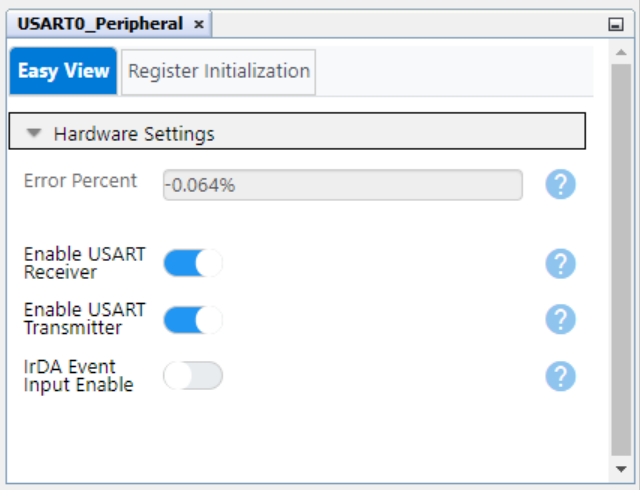 USART0_Peripheral ×
Easy View
Register Initialization
Hardware Settings
Error Percent
-0.064%
?
Enable USART
Receiver
?
Enable USART
Transmitter
?
IrDA Event
Input Enable
?